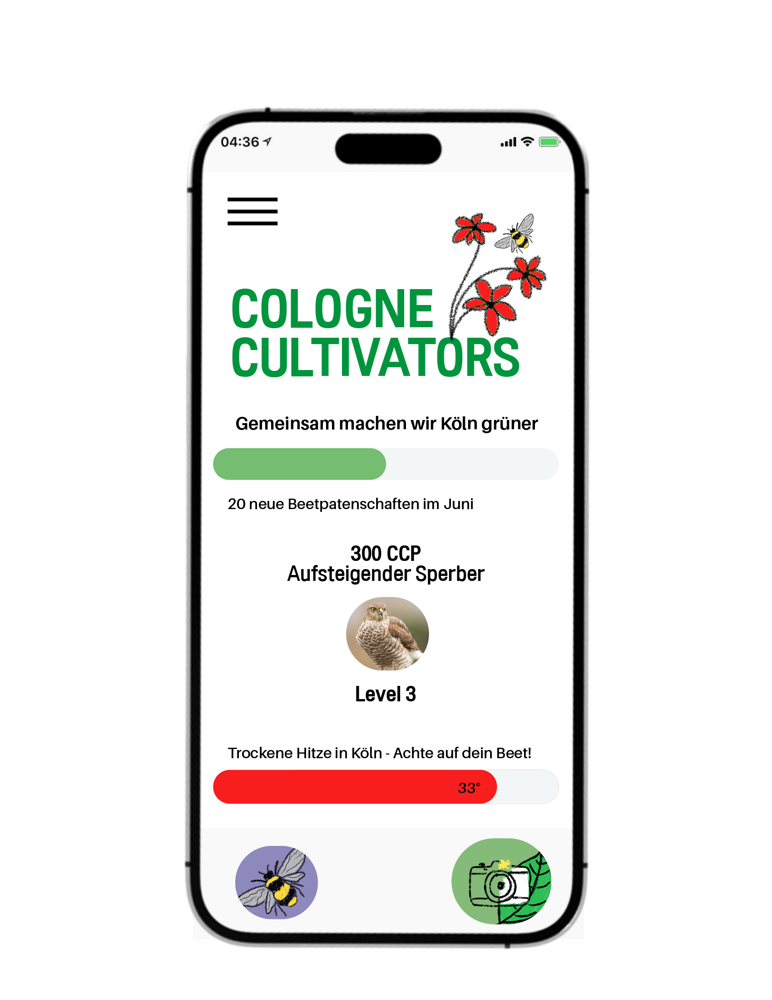 04:36
COLOGNE
CULTIVATORS
Gemeinsam machen wir Köln grüner
20 neue Beetpatenschaften im Juni
300 CCP
Aufsteigender Sperber
Level 3
Trockene Hitze in Köln - Achte auf dein Beet!
33°